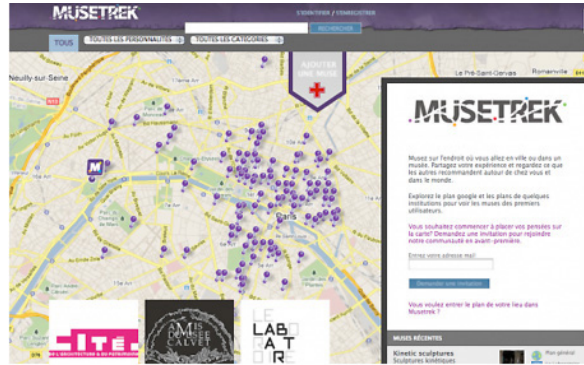 MUSETREK
S'IDENTIFIER / S'ENREGISTRER
RECHERCHER
TOUS
TOUTES LES PERSONNALITÉS
TOUTES LES CATÉGORIES
AJOUTER
UNE MUSE
Neuilly-sur-Seine
Le Pré-Saint-Gervais
Romainville
Paris
M
MUSETREK
Musez sur l'endroit où vous allez en ville ou dans un
musée. Partagez votre expérience et regardez ce que
les autres recommandent autour de chez vous et
dans le monde.
Explorez le plan google et les plans de quelques
institutions pour voir les muses des premiers
utilisateurs.
Vous souhaitez commencer à placer vos pensées sur
la carte? Demandez une invitation pour rejoindre
notre communauté en avant-première.
Entrez votre adresse mail
Demander une invitation
Vous voulez entrer le plan de votre lieu dans
Musetrek ?
CITÉ
DE L'ARCHITECTURE & DU PATRIMOINE
AMIS
CALVET
LE
LABO
RAT
OIRE
MUSES RÉCENTES
Kinetic sculptures
Sculptures kinétiques
Plan général